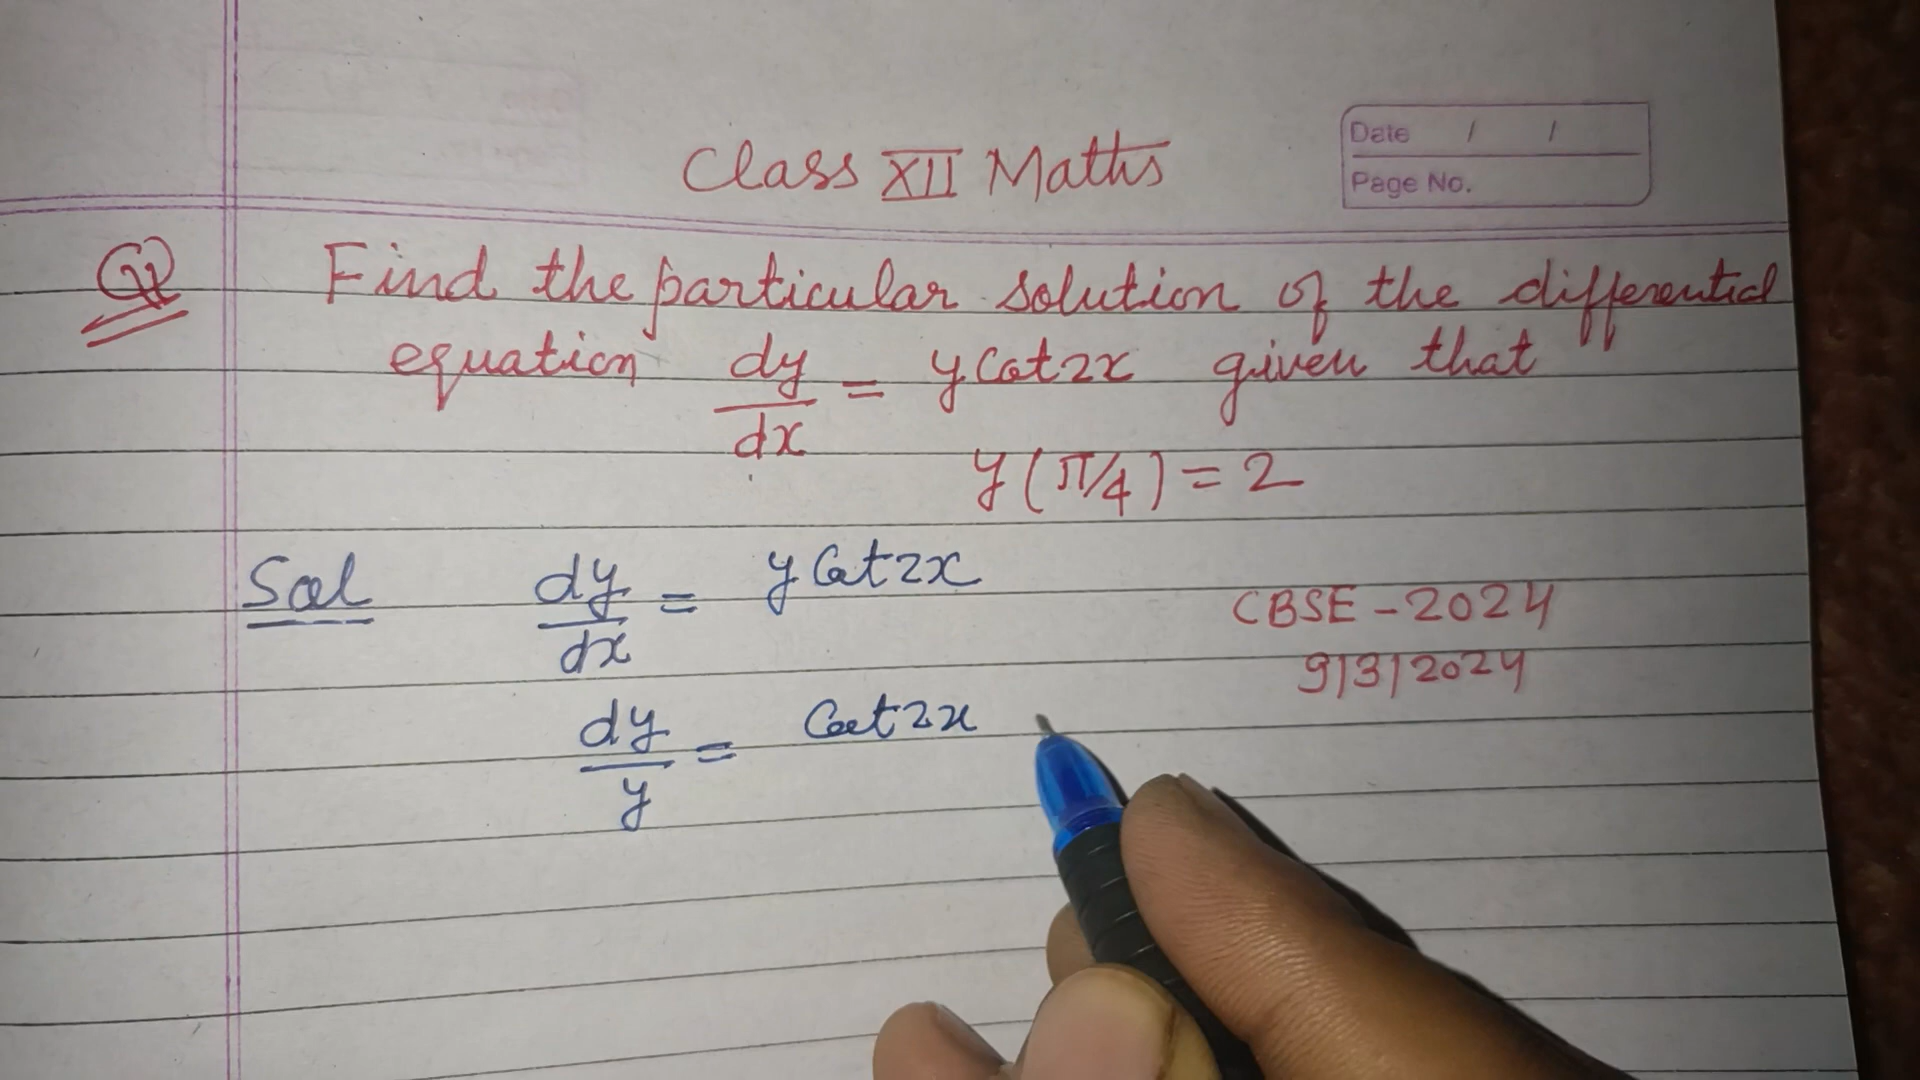 Class XII Maths
Date / /
Page No.
Q Find the particular solution of the differential
equation dy/dx = y Cot2x given that
y(π/4) = 2
Sol dy/dx = y Cot2x
CBSE - 2024
9/3/2024
dy/y = Cot2x